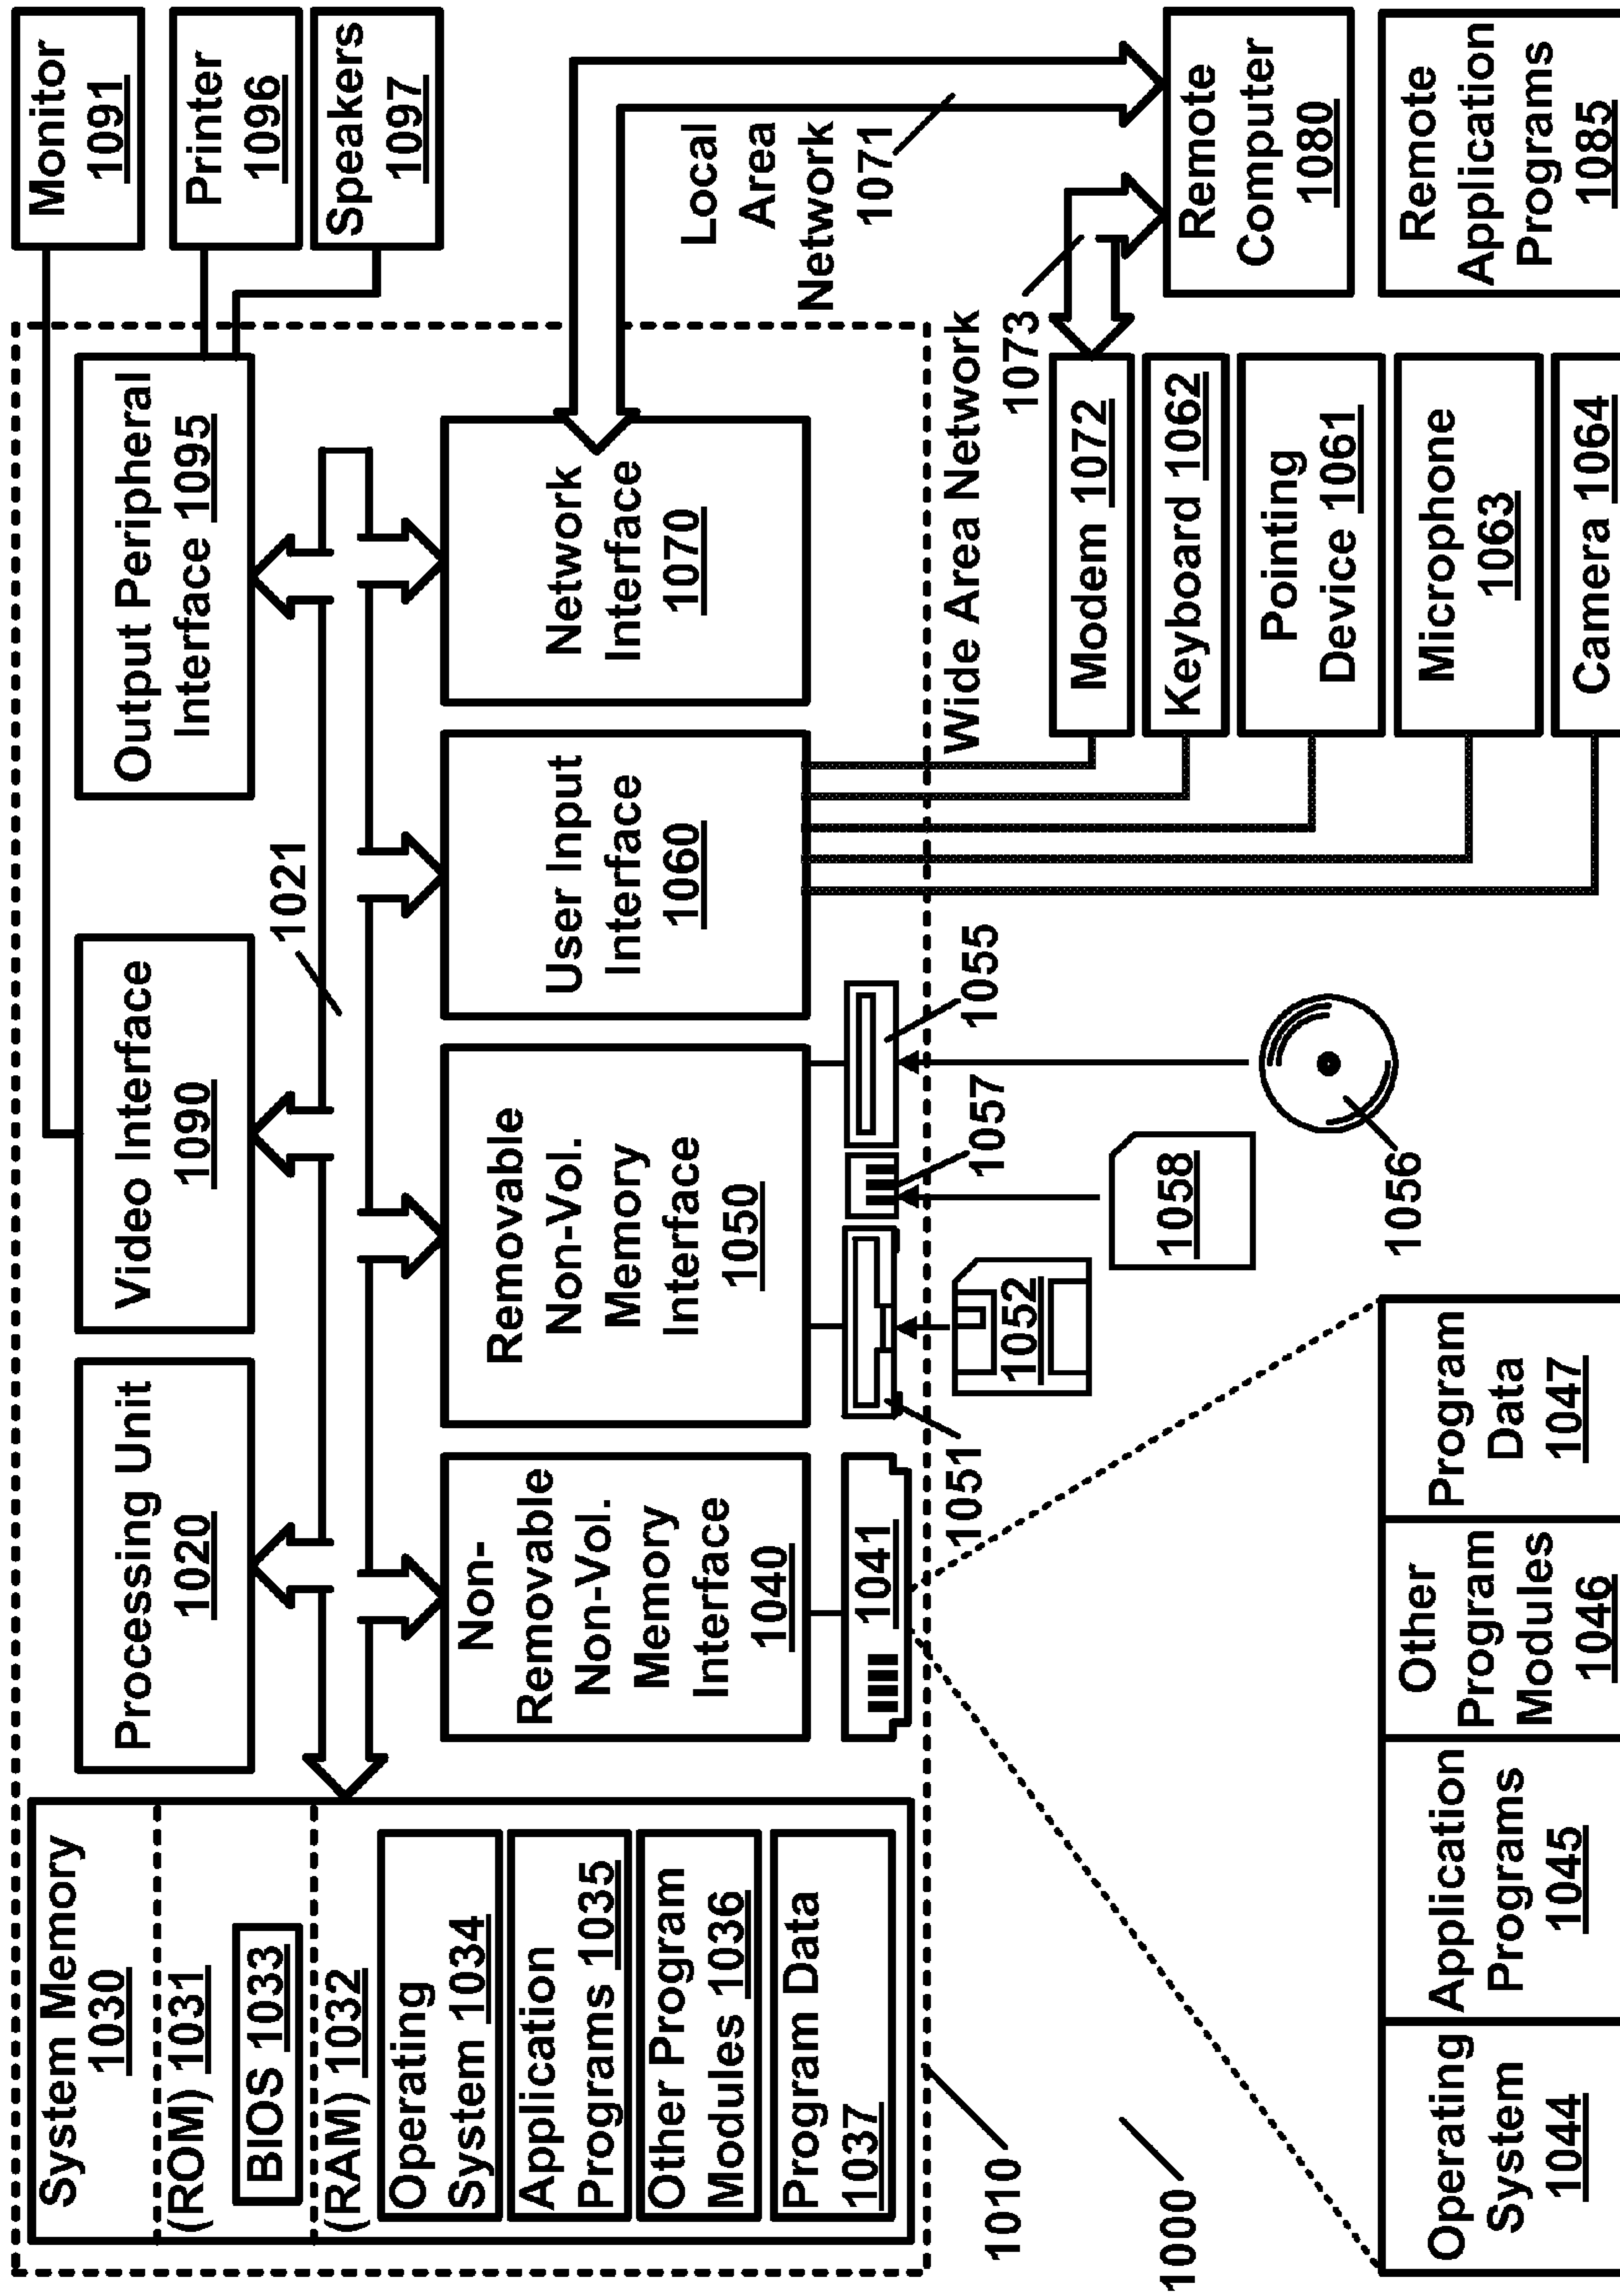 System Memory
1030
(ROM) 1031
BIOS 1033
(RAM) 1032
Operating
System 1034
Application
Programs 1035
Other Program
Modules 1036
Program Data
1037
Processing Unit
1020
Video Interface
1090
Output Peripheral
Interface 1095
Monitor
1091
Printer
1096
Speakers
1097
1021
Non-
Removable
Non-Vol.
Memory
Interface
1040
Removable
Non-Vol.
Memory
Interface
1050
User Input
Interface
1060
Network
Interface
1070
Local
Area
Network
1071
1041
1051
1052
1057
1055
1058
1056
1010
1000
Wide Area Network
1073
Modem 1072
Keyboard 1062
Pointing
Device 1061
Microphone
1063
Camera 1064
Remote
Computer
1080
Remote
Application
Programs
1085
Operating
System
1044
Application
Programs
1045
Other
Program
Modules
1046
Program
Data
1047